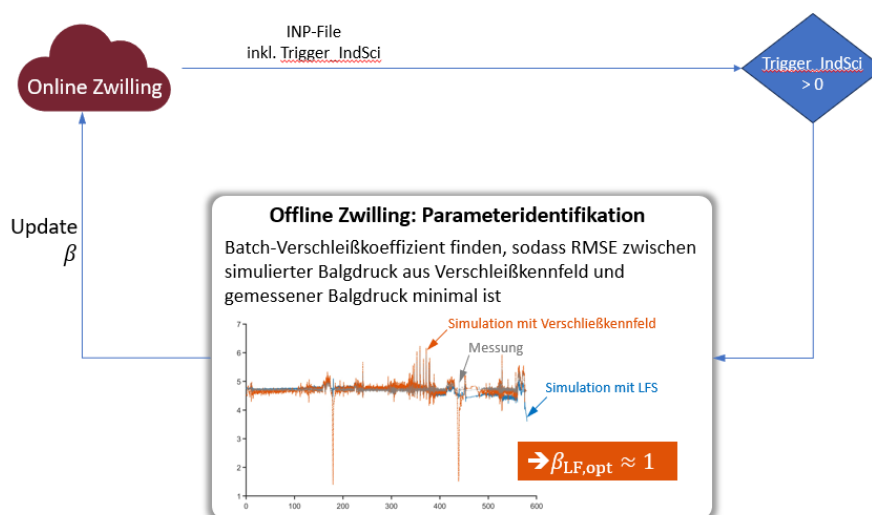 INP-File
inkl. Trigger_IndSci
Online Zwilling
Trigger_IndSci
> 0
Update
β
Offline Zwilling: Parameteridentifikation
Batch-Verschleißkoeffizient finden, sodass RMSE zwischen
simulierter Balgdruck aus Verschleißkennfeld und
gemessener Balgdruck minimal ist
Simulation mit Verschließkennfeld
Messung
Simulation mit LFS
➔β_LF,opt ≈ 1
7
6
5
4
3
2
1
0 100 200 300 400 500 600